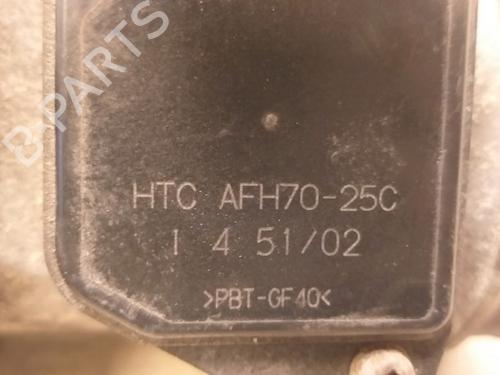 B-PARTS
HTC AFH70-25C
1 4 51/02
>PBT-GF40<